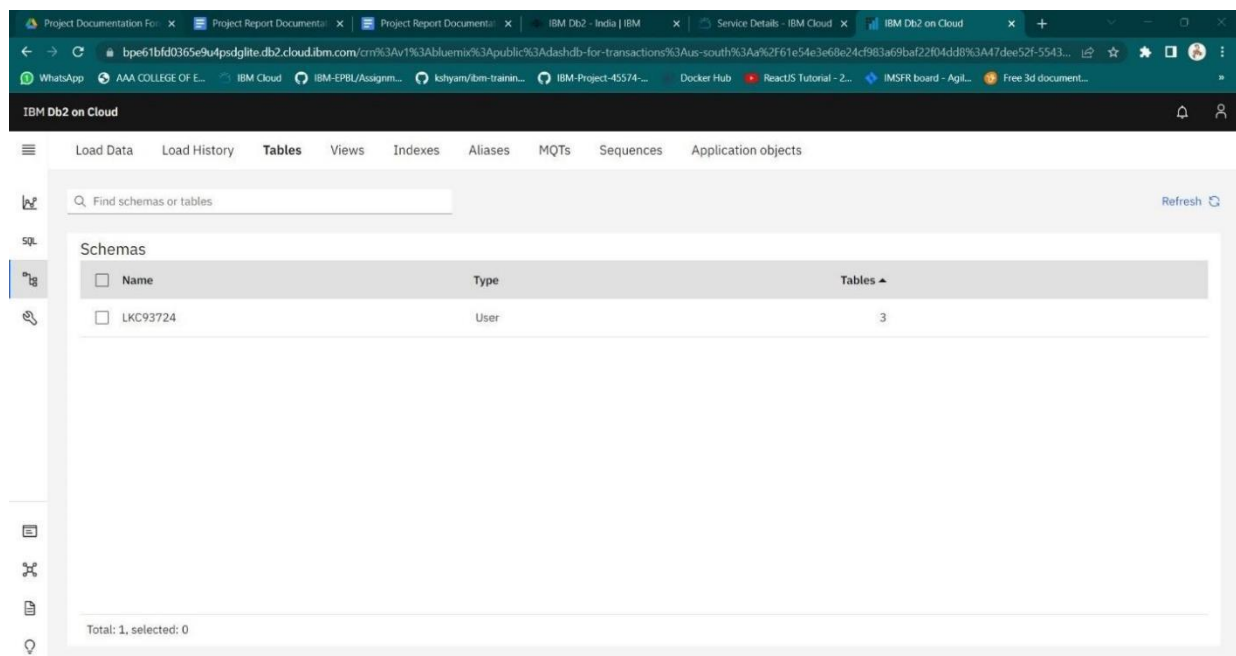 Project Documentation For Project Report Documental Project Report Documental IBM Db2 - India | IBM Service Details - IBM Cloud IBM Db2 on Cloud
bpe61bfd0365e9u4psdglite.db2.cloud.ibm.com/crn%3Av1%3Abluemix%3Apublic%3Adashdb-for-transactions%3Aus-south%3Aa%2F61e54e3e68e24cf983a69baf22f04dd8%3A47dee52f-5543...
WhatsApp AAA COLLEGE OF E... IBM Cloud IBM-EPBL/Assignm... kshyam/ibm-trainin... IBM-Project-45574-... Docker Hub ReactJS Tutorial - 2... IMSFR board - Agil... Free 3d document...
IBM Db2 on Cloud
Load Data Load History Tables Views Indexes Aliases MQTs Sequences Application objects
Find schemas or tables Refresh
SQL
Schemas
Name Type Tables
LKC93724 User 3
Total: 1, selected: 0